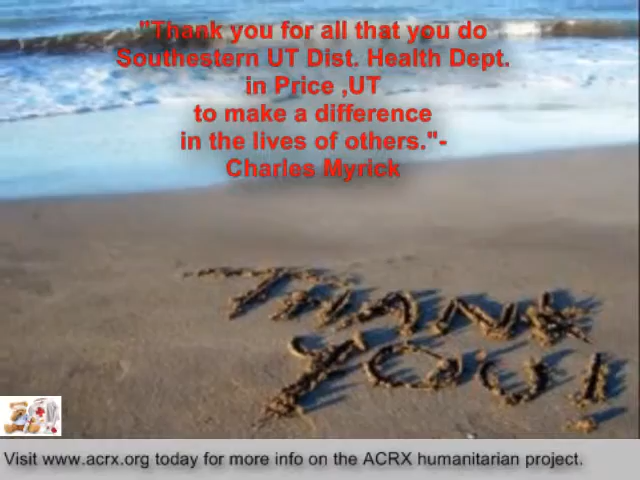 "Thank you for all that you do
Southestern UT Dist. Health Dept.
in Price ,UT
to make a difference
in the lives of others."-
Charles Myrick
THANK
YOU!
Visit www.acrx.org today for more info on the ACRX humanitarian project.